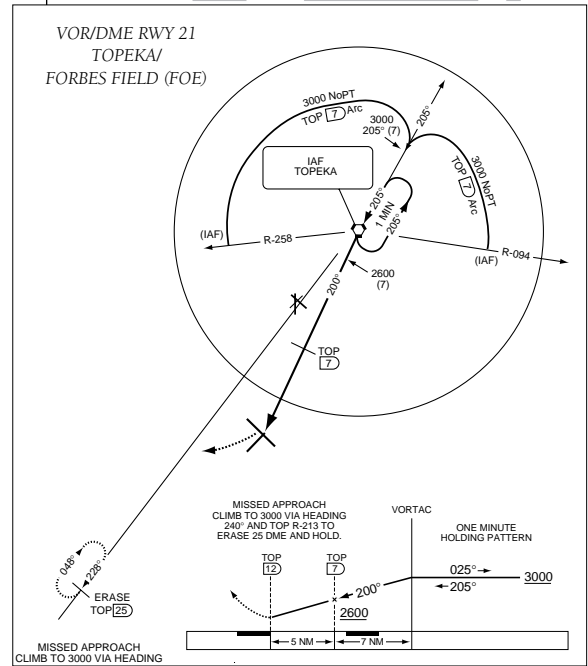 VOR/DME RWY 21
TOPEKA/
FORBES FIELD (FOE)
3000 NoPT
TOP 7 Arc
3000
205° (7)
205°
3000 NoPT
TOP 7 Arc
IAF
TOPEKA
205°
1 MIN
205°
(IAF)
R-258
R-094
(IAF)
2600
(7)
200°
TOP
7
MISSED APPROACH
CLIMB TO 3000 VIA HEADING
240° AND TOP R-213 TO
ERASE 25 DME AND HOLD.
VORTAC
ONE MINUTE
HOLDING PATTERN
TOP
12
TOP
7
025°
205°
3000
200°
2600
5 NM
7 NM
048°
228°
ERASE
TOP 25
MISSED APPROACH
CLIMB TO 3000 VIA HEADING